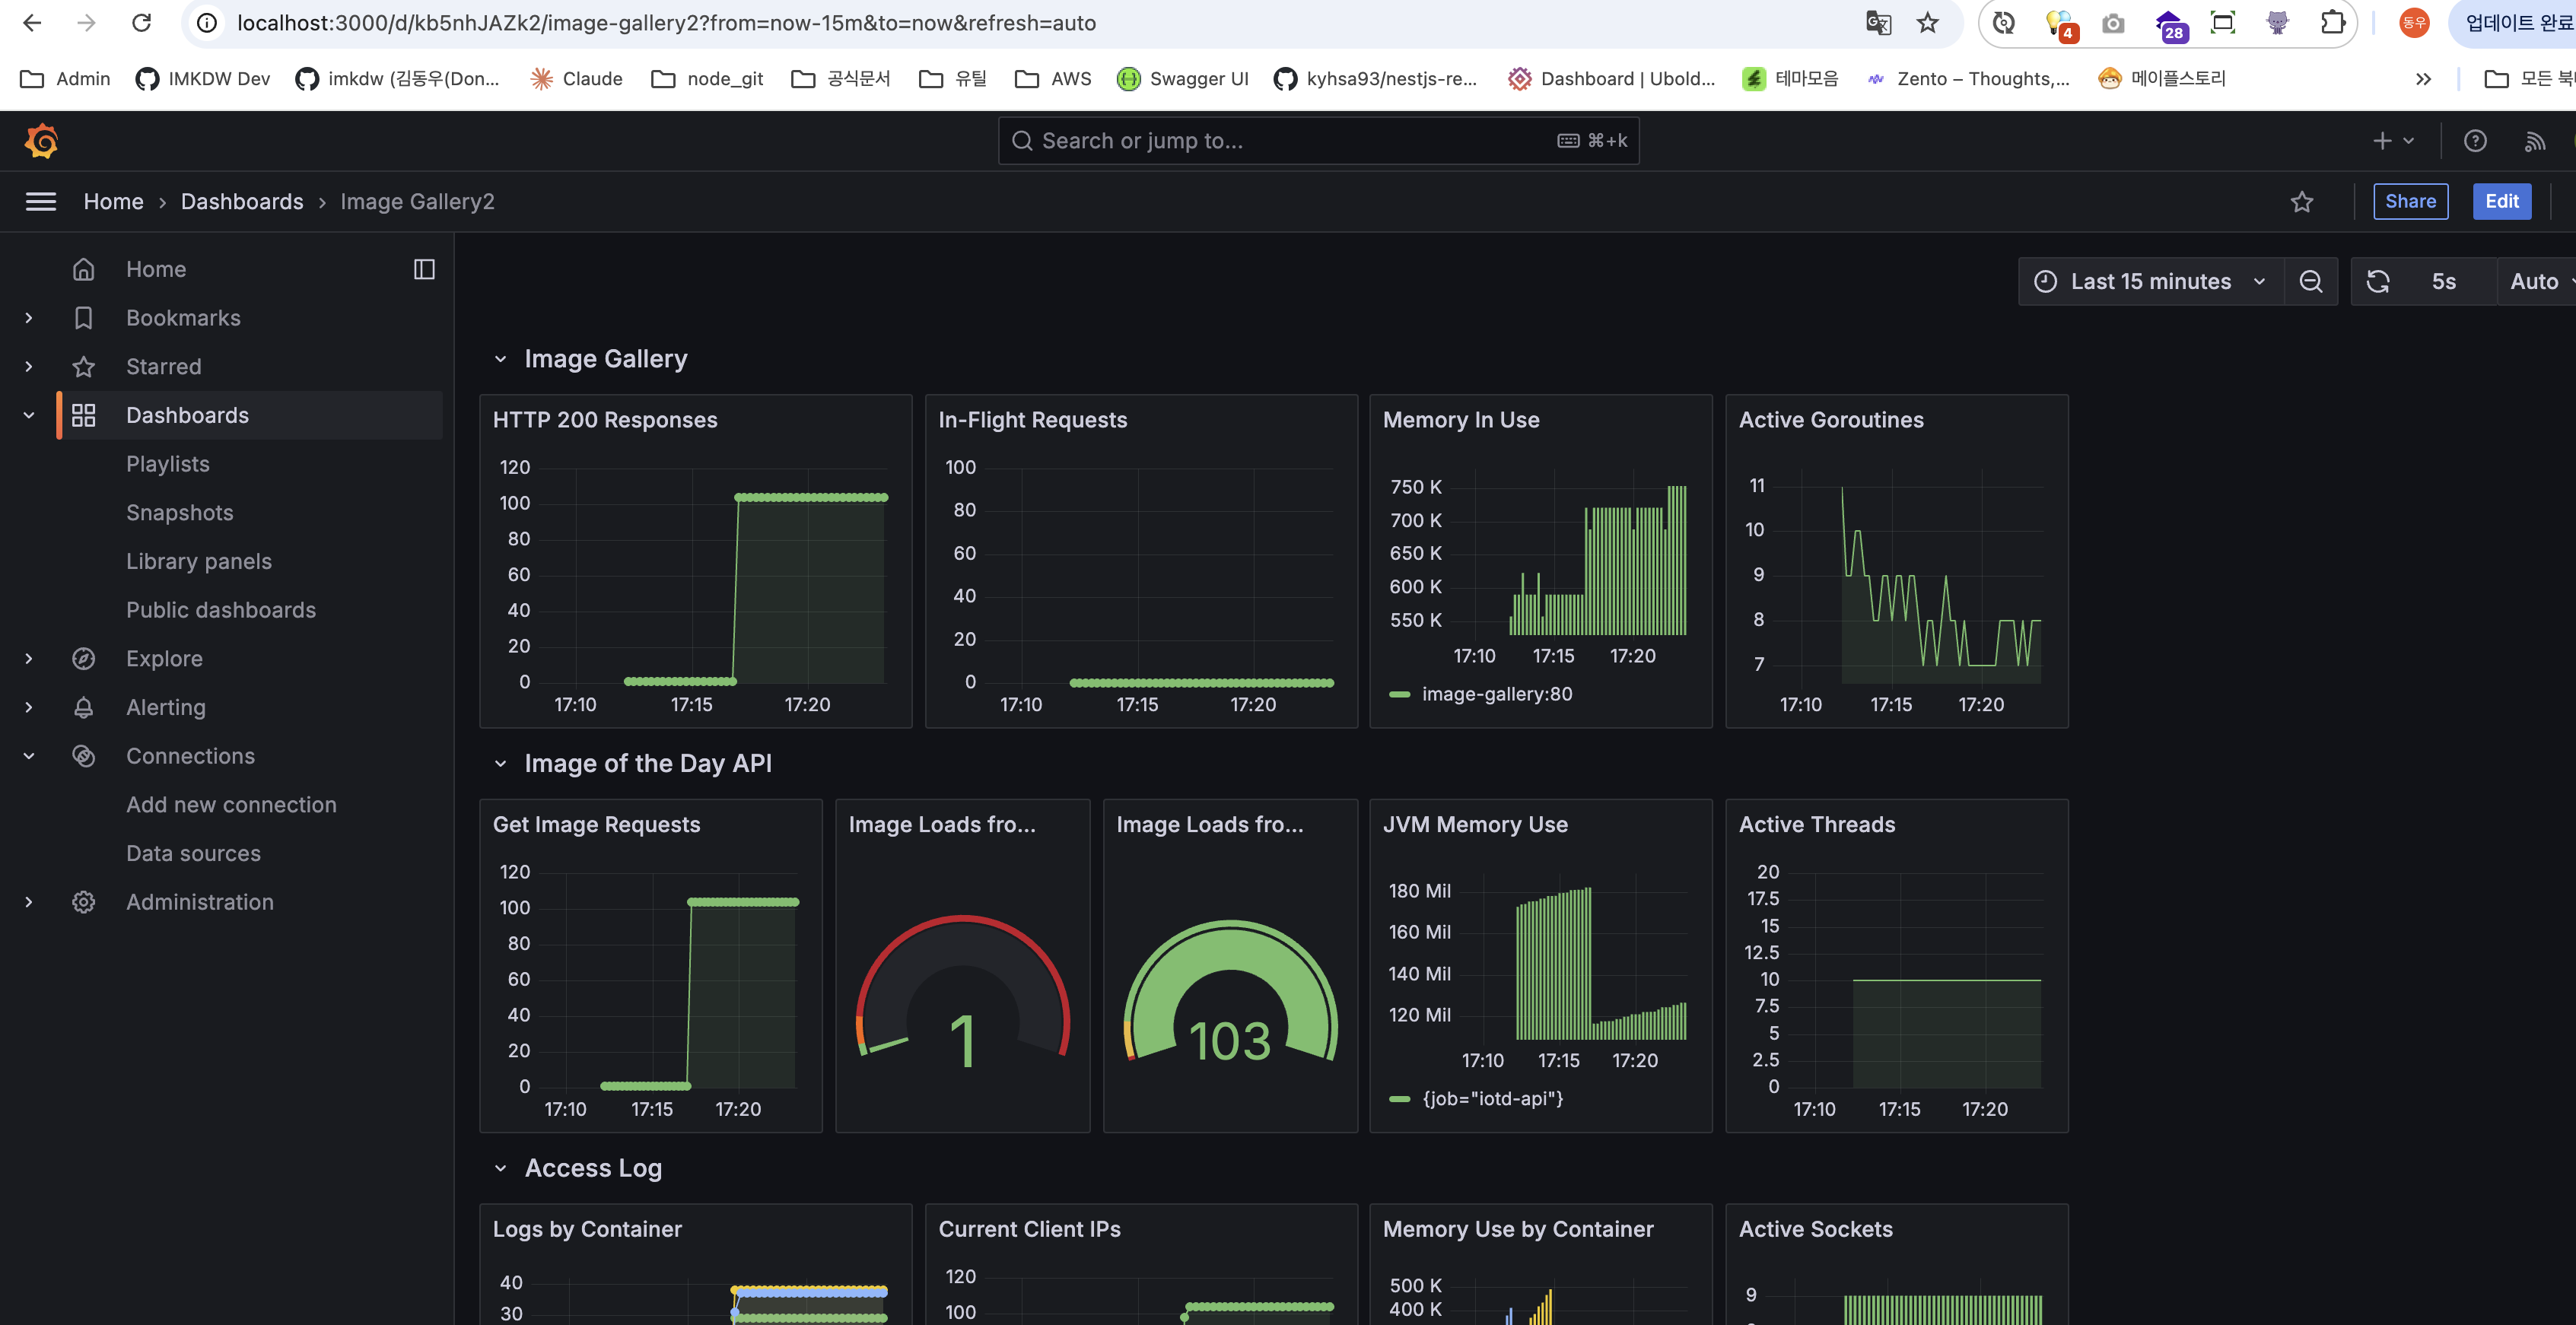 localhost:3000/d/kb5nhJAZk2/image-gallery2?from=now-15m&to=now&refresh=auto
4
28
동우
업데이트 완료
Admin
IMKDW Dev
imkdw (김동우(Don...
Claude
node_git
공식문서
유틸
AWS
Swagger UI
kyhsa93/nestjs-re...
Dashboard | Ubold...
테마모음
Zento – Thoughts,...
메이플스토리
모든 북
Search or jump to...
⌘+k
Home › Dashboards › Image Gallery2
Share
Edit
Home
Bookmarks
Starred
Dashboards
Playlists
Snapshots
Library panels
Public dashboards
Explore
Alerting
Connections
Add new connection
Data sources
Administration
Last 15 minutes
5s
Auto
Image Gallery
HTTP 200 Responses
120
100
80
60
40
20
0
17:10 17:15 17:20
In-Flight Requests
100
80
60
40
20
0
17:10 17:15 17:20
Memory In Use
750 K
700 K
650 K
600 K
550 K
17:10 17:15 17:20
image-gallery:80
Active Goroutines
11
10
9
8
7
17:10 17:15 17:20
Image of the Day API
Get Image Requests
120
100
80
60
40
20
0
17:10 17:15 17:20
Image Loads fro...
1
Image Loads fro...
103
JVM Memory Use
180 Mil
160 Mil
140 Mil
120 Mil
17:10 17:15 17:20
{job="iotd-api"}
Active Threads
20
17.5
15
12.5
10
7.5
5
2.5
0
17:10 17:15 17:20
Access Log
Logs by Container
40
30
Current Client IPs
120
100
Memory Use by Container
500 K
400 K
Active Sockets
9